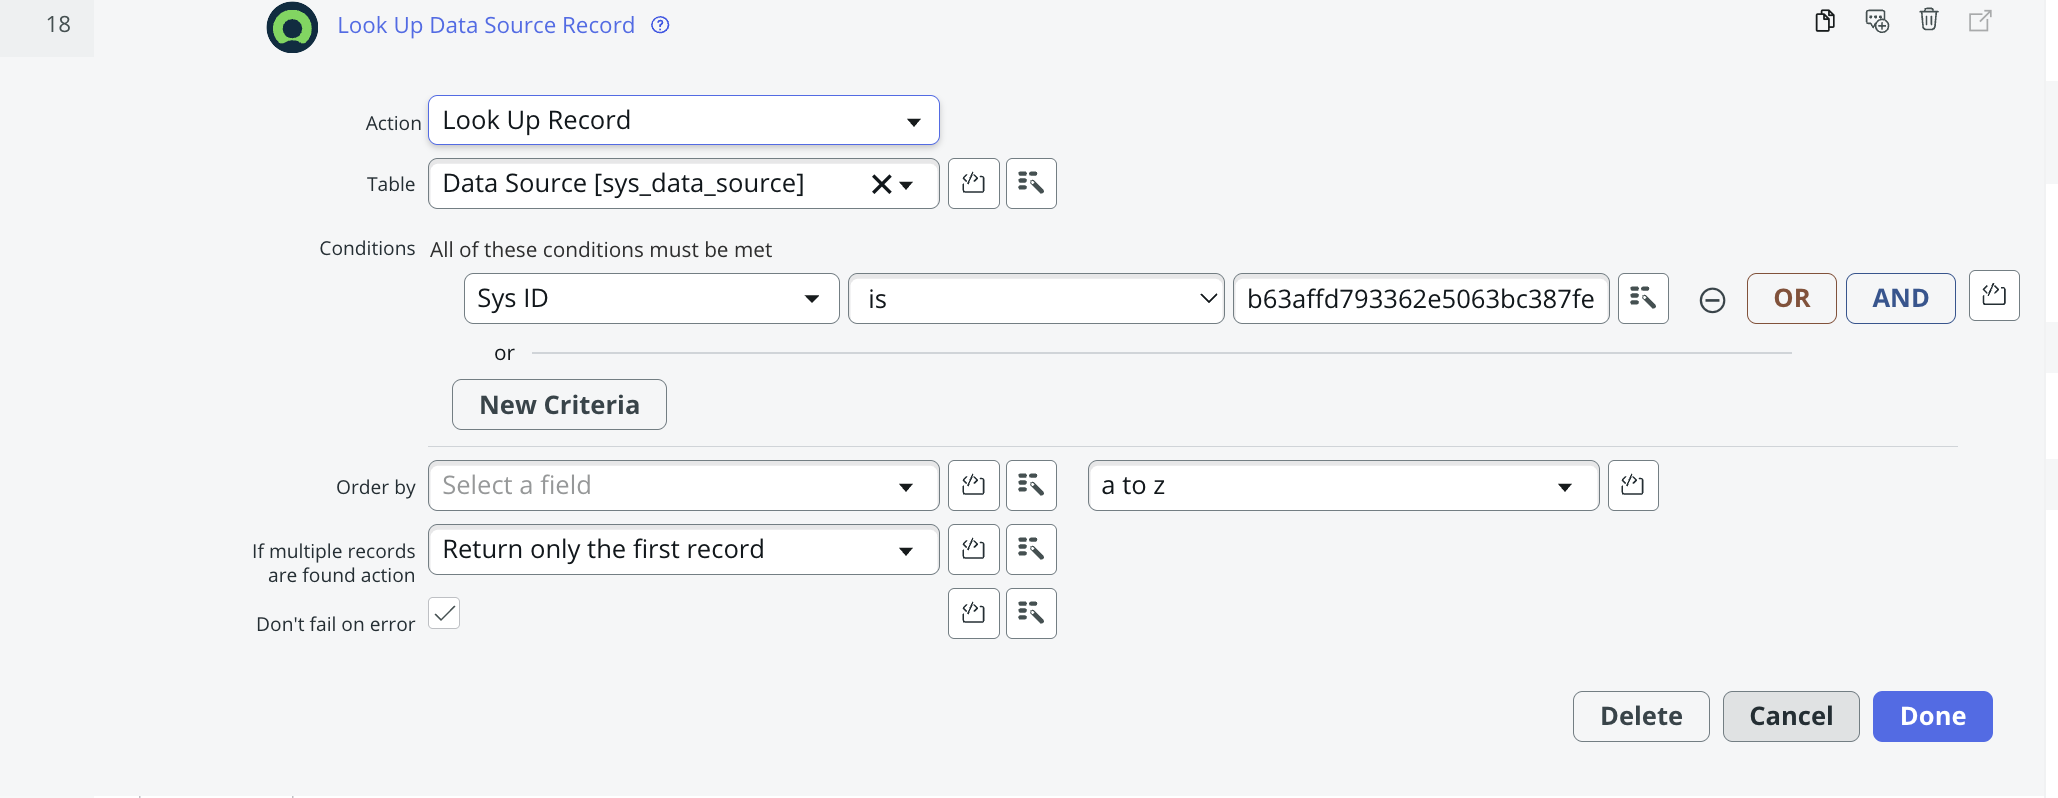 18
Look Up Data Source Record
Action Look Up Record
Table Data Source [sys_data_source]
Conditions All of these conditions must be met
Sys ID is b63affd793362e5063bc387fe OR AND
or
New Criteria
Order by Select a field a to z
If multiple records
are found action Return only the first record
Don't fail on error
Delete Cancel Done